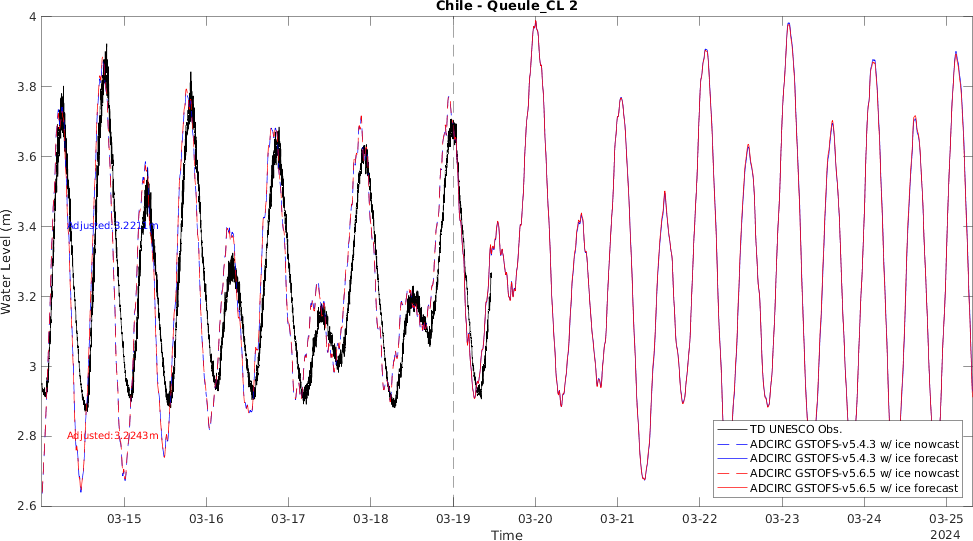 Chile - Queule_CL 2
Water Level (m)
4
3.8
3.6
3.4
3.2
3
2.8
2.6
Adjusted:3.2243m
TD UNESCO Obs.
ADCIRC GSTOFS-v5.4.3 w/ ice nowcast
ADCIRC GSTOFS-v5.4.3 w/ ice forecast
ADCIRC GSTOFS-v5.6.5 w/ ice nowcast
ADCIRC GSTOFS-v5.6.5 w/ ice forecast
03-15 03-16 03-17 03-18 03-19 03-20 03-21 03-22 03-23 03-24 03-25
Time
2024